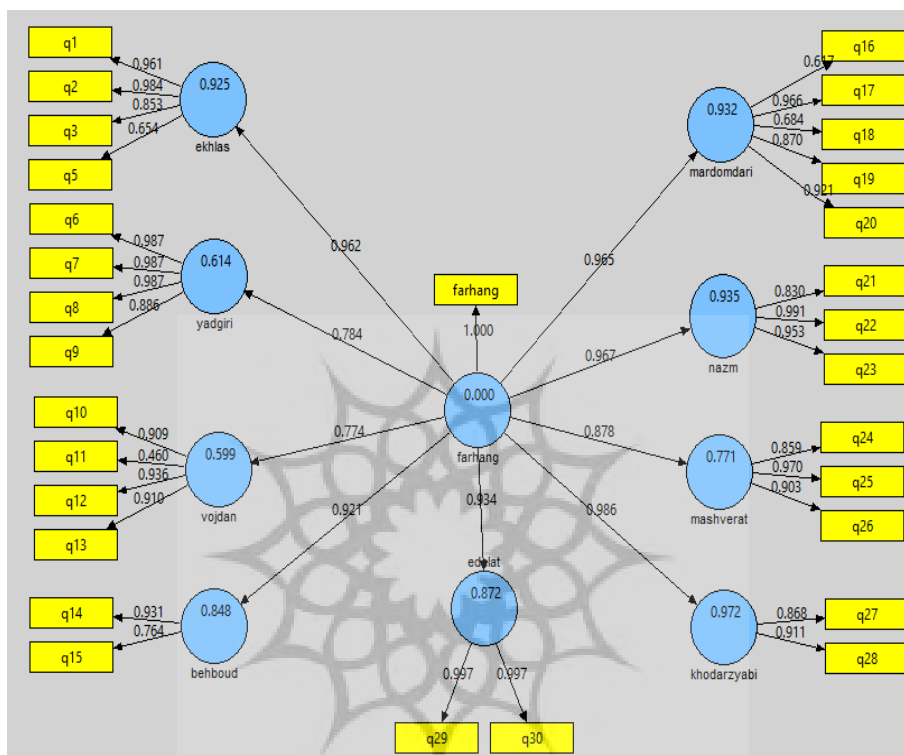 q1
0.961
q2
0.984
q3
0.853
q5
0.654
0.925
ekhlas
q6
0.987
q7
0.987
q8
0.987
q9
0.886
0.614
yadgiri
q10
0.909
q11
0.460
q12
0.936
q13
0.910
0.599
vojdan
q14
0.931
q15
0.764
0.848
behboud
0.962
0.784
0.774
0.921
farhang
1.000
0.000
farhang
0.934
0.872
0.997
0.997
q29
q30
0.965
0.967
0.878
0.986
0.932
mardomdari
q16
0.617
q17
0.966
q18
0.684
q19
0.870
q20
0.921
0.935
nazm
q21
0.830
q22
0.991
q23
0.953
0.771
mashverat
q24
0.859
q25
0.970
q26
0.903
0.972
khodarzyabi
q27
0.868
q28
0.911